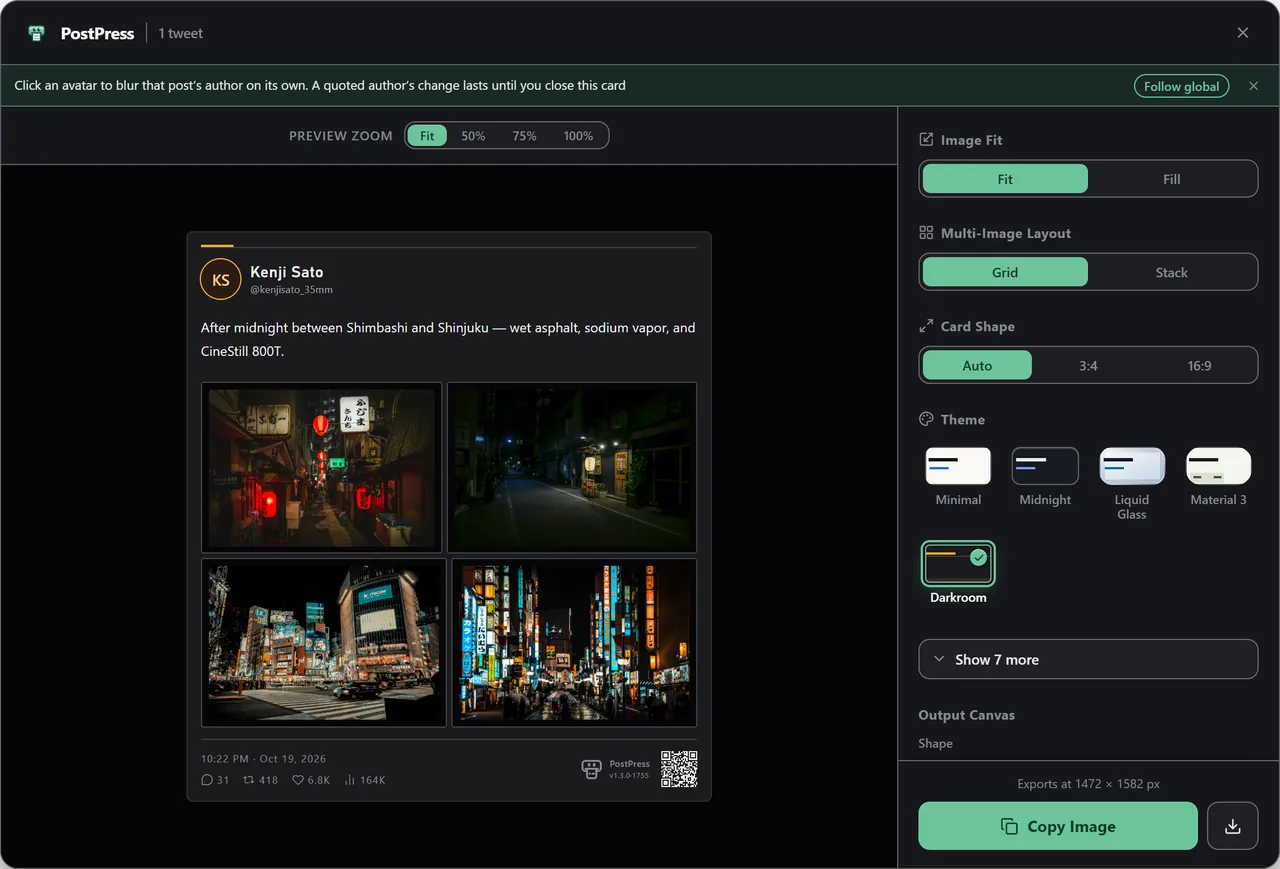 PostPress
1 tweet
Click an avatar to blur that post's author on its own. A quoted author's change lasts until you close this card
Follow global
PREVIEW ZOOM
Fit
50%
75%
100%
KS
Kenji Sato
@kenjisato_35mm
After midnight between Shimbashi and Shinjuku — wet asphalt, sodium vapor, and
CineStill 800T.
10:22 PM · Oct 19, 2026
31
418
6.8K
164K
PostPress
v1.3.0-1755
Image Fit
Fit
Fill
Multi-Image Layout
Grid
Stack
Card Shape
Auto
3:4
16:9
Theme
Minimal
Midnight
Liquid
Glass
Material 3
Darkroom
Show 7 more
Output Canvas
Shape
Exports at 1472 × 1582 px
Copy Image